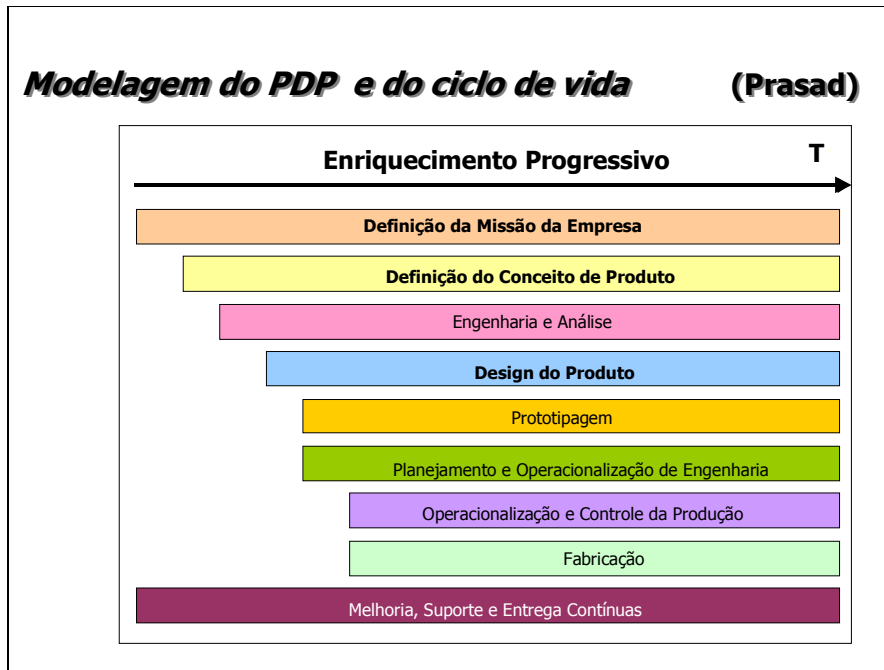 Modelagem do PDP e do ciclo de vida (Prasad)
Enriquecimento Progressivo T
Definição da Missão da Empresa
Definição do Conceito de Produto
Engenharia e Análise
Design do Produto
Prototipagem
Planejamento e Operacionalização de Engenharia
Operacionalização e Controle da Produção
Fabricação
Melhoria, Suporte e Entrega Contínuas